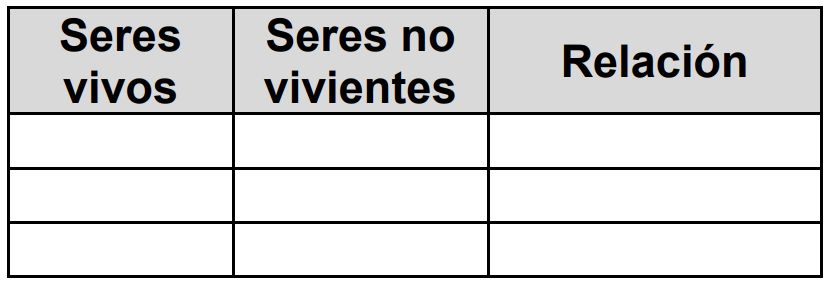 Seres
vivos
Seres no
vivientes
Relación